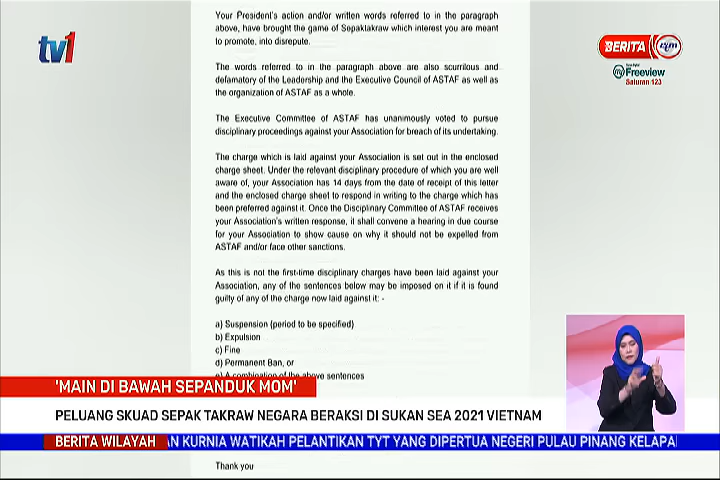 Your President's action and/or written words referred to in the paragraph
above, have brought the game of Sepaktakraw which interest you are meant
to promote, into disrepute.
The words referred to in the paragraph above are also scurrilous and
defamatory of the Leadership and the Executive Council of ASTAF as well as
the organization of ASTAF as a whole.
The Executive Committee of ASTAF has unanimously voted to pursue
disciplinary proceedings against your Association for breach of its undertaking.
The charge which is laid against your Association is set out in the enclosed
charge sheet. Under the relevant disciplinary procedure of which you are well
aware of, your Association has 14 days from the date of receipt of this letter
and the enclosed charge sheet to respond in writing to the charge which has
been preferred against it. Once the Disciplinary Committee of ASTAF receives
your Association's written response, it shall convene a hearing in due course
for your Association to show cause on why it should not be expelled from
ASTAF and/or face other sanctions.
As this is not the first-time disciplinary charges have been laid against your
Association, any of the sentences below may be imposed on it if it is found
guilty of any of the charge now laid against it: -
a) Suspension (period to be specified)
b) Expulsion
c) Fine
d) Permanent Ban, or
e) A combination of the above sentences
Thank you
tv1
BERITA rtm
Freeview
Saluran 123
'MAIN DI BAWAH SEPANDUK MOM'
PELUANG SKUAD SEPAK TAKRAW NEGARA BERAKSI DI SUKAN SEA 2021 VIETNAM
BERITA WILAYAH AN KURNIA WATIKAH PELANTIKAN TYT YANG DIPERTUA NEGERI PULAU PINANG KELAPA